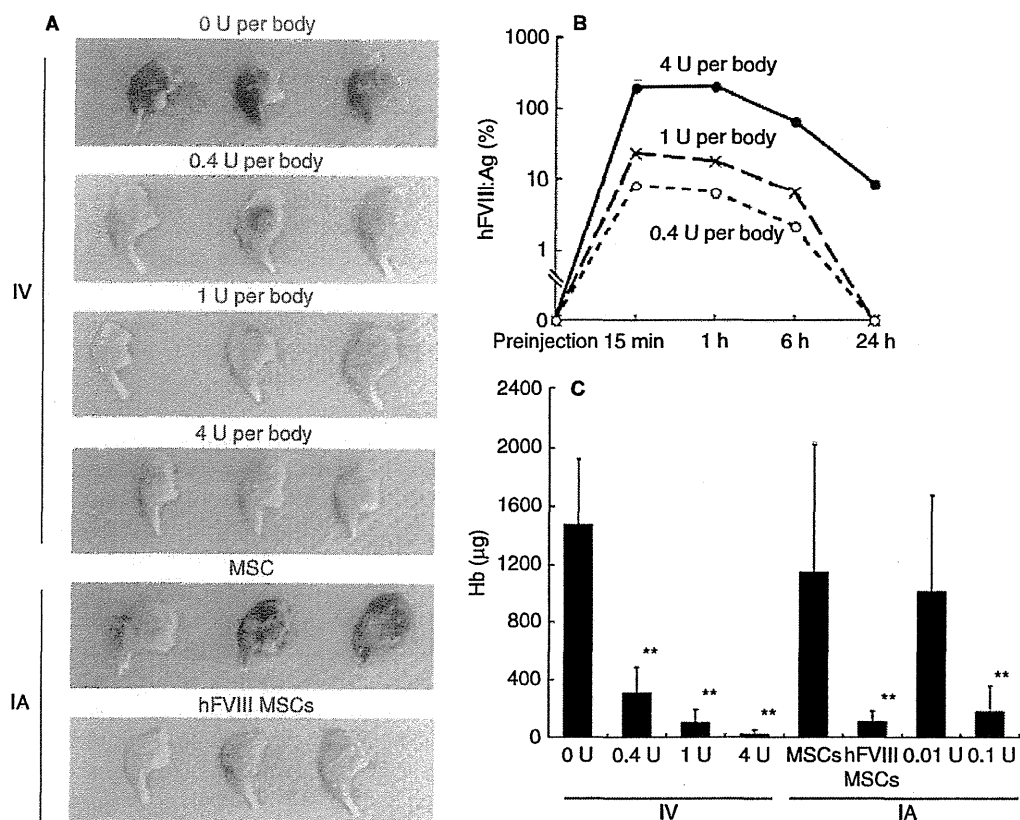 A
0 U per body
0.4 U per body
1 U per body
4 U per body
IV
MSC
hFVIII MSCs
IA
B
hFVIII:Ag (%)
1000
100
10
1
0
4 U per body
1 U per body
0.4 U per body
Preinjection 15 min 1 h 6 h 24 h
C
Hb (µg)
2400
2000
1600
1200
800
400
0
** ** ** ** **
0 U 0.4 U 1 U 4 U MSCs hFVIII 0.01 U 0.1 U
MSCs
IV IA